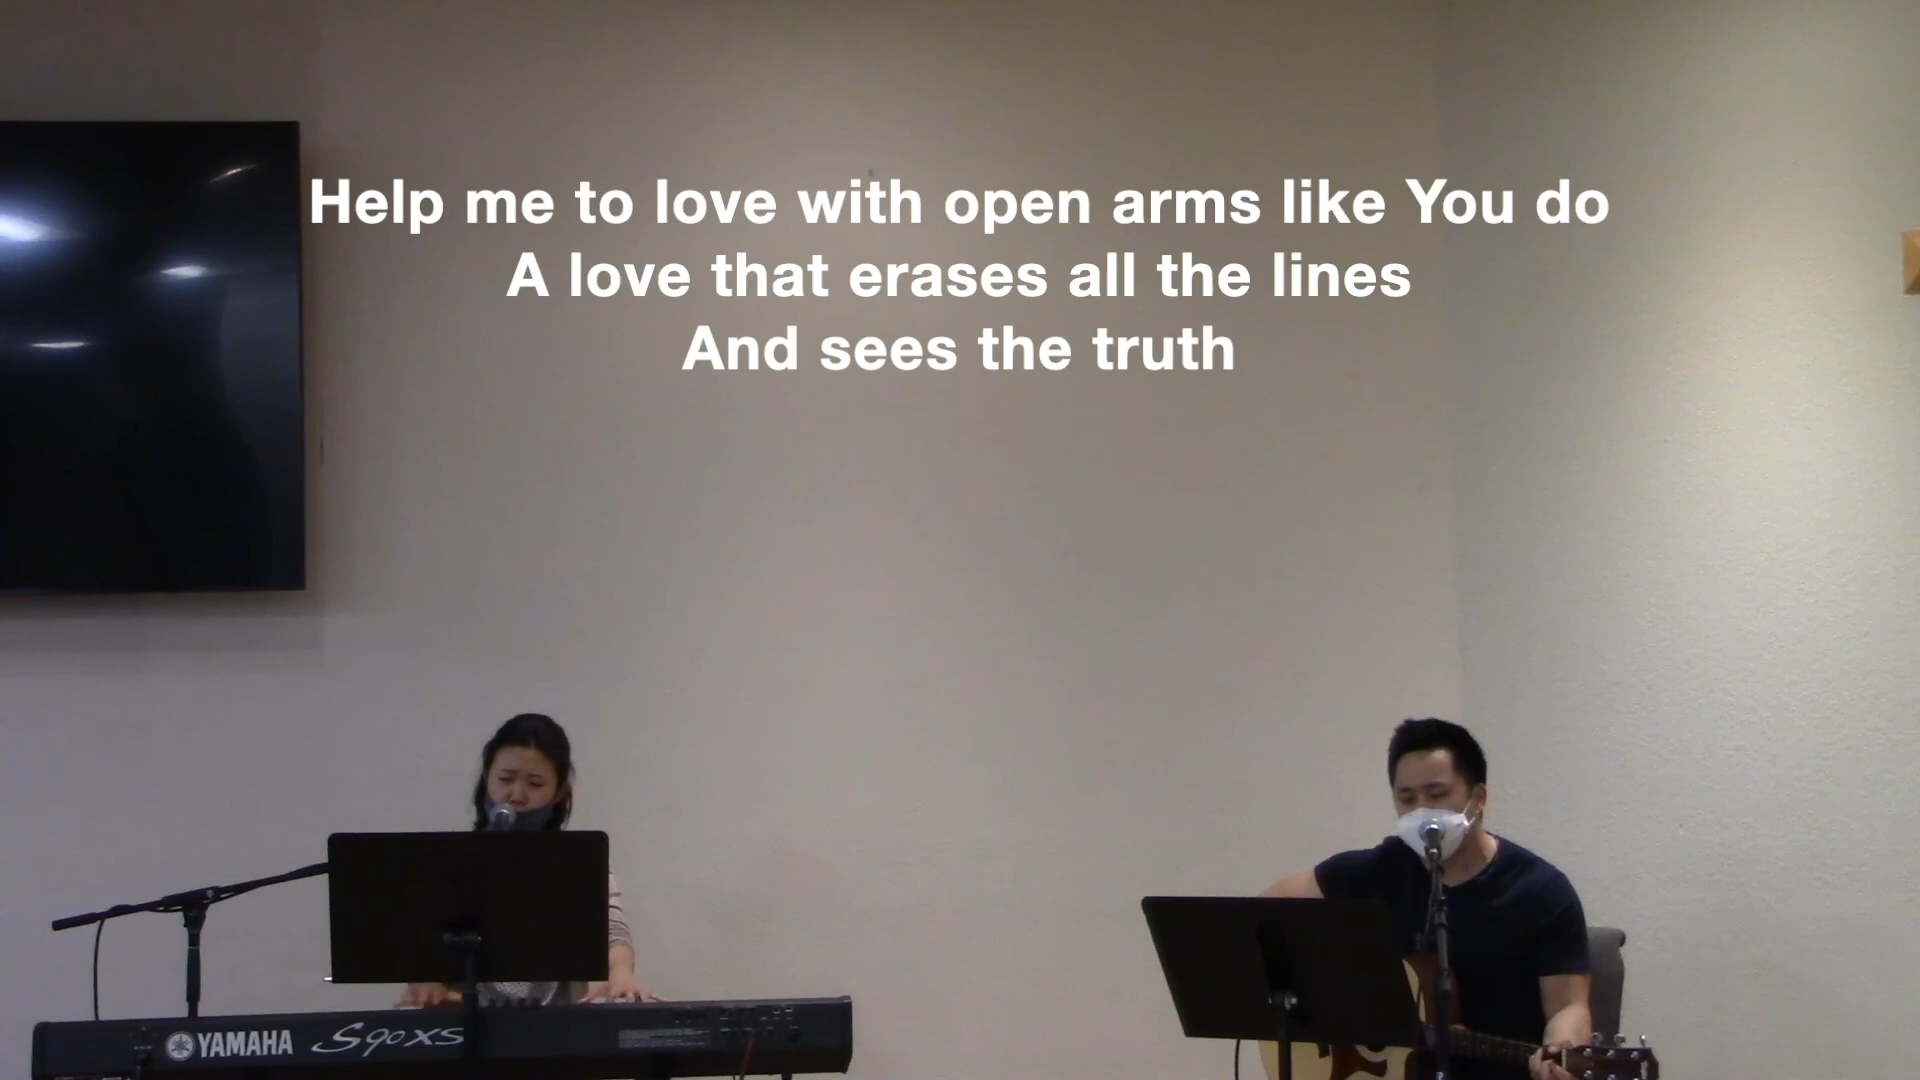 Help me to love with open arms like You do
A love that erases all the lines
And sees the truth
YAMAHA S90XS